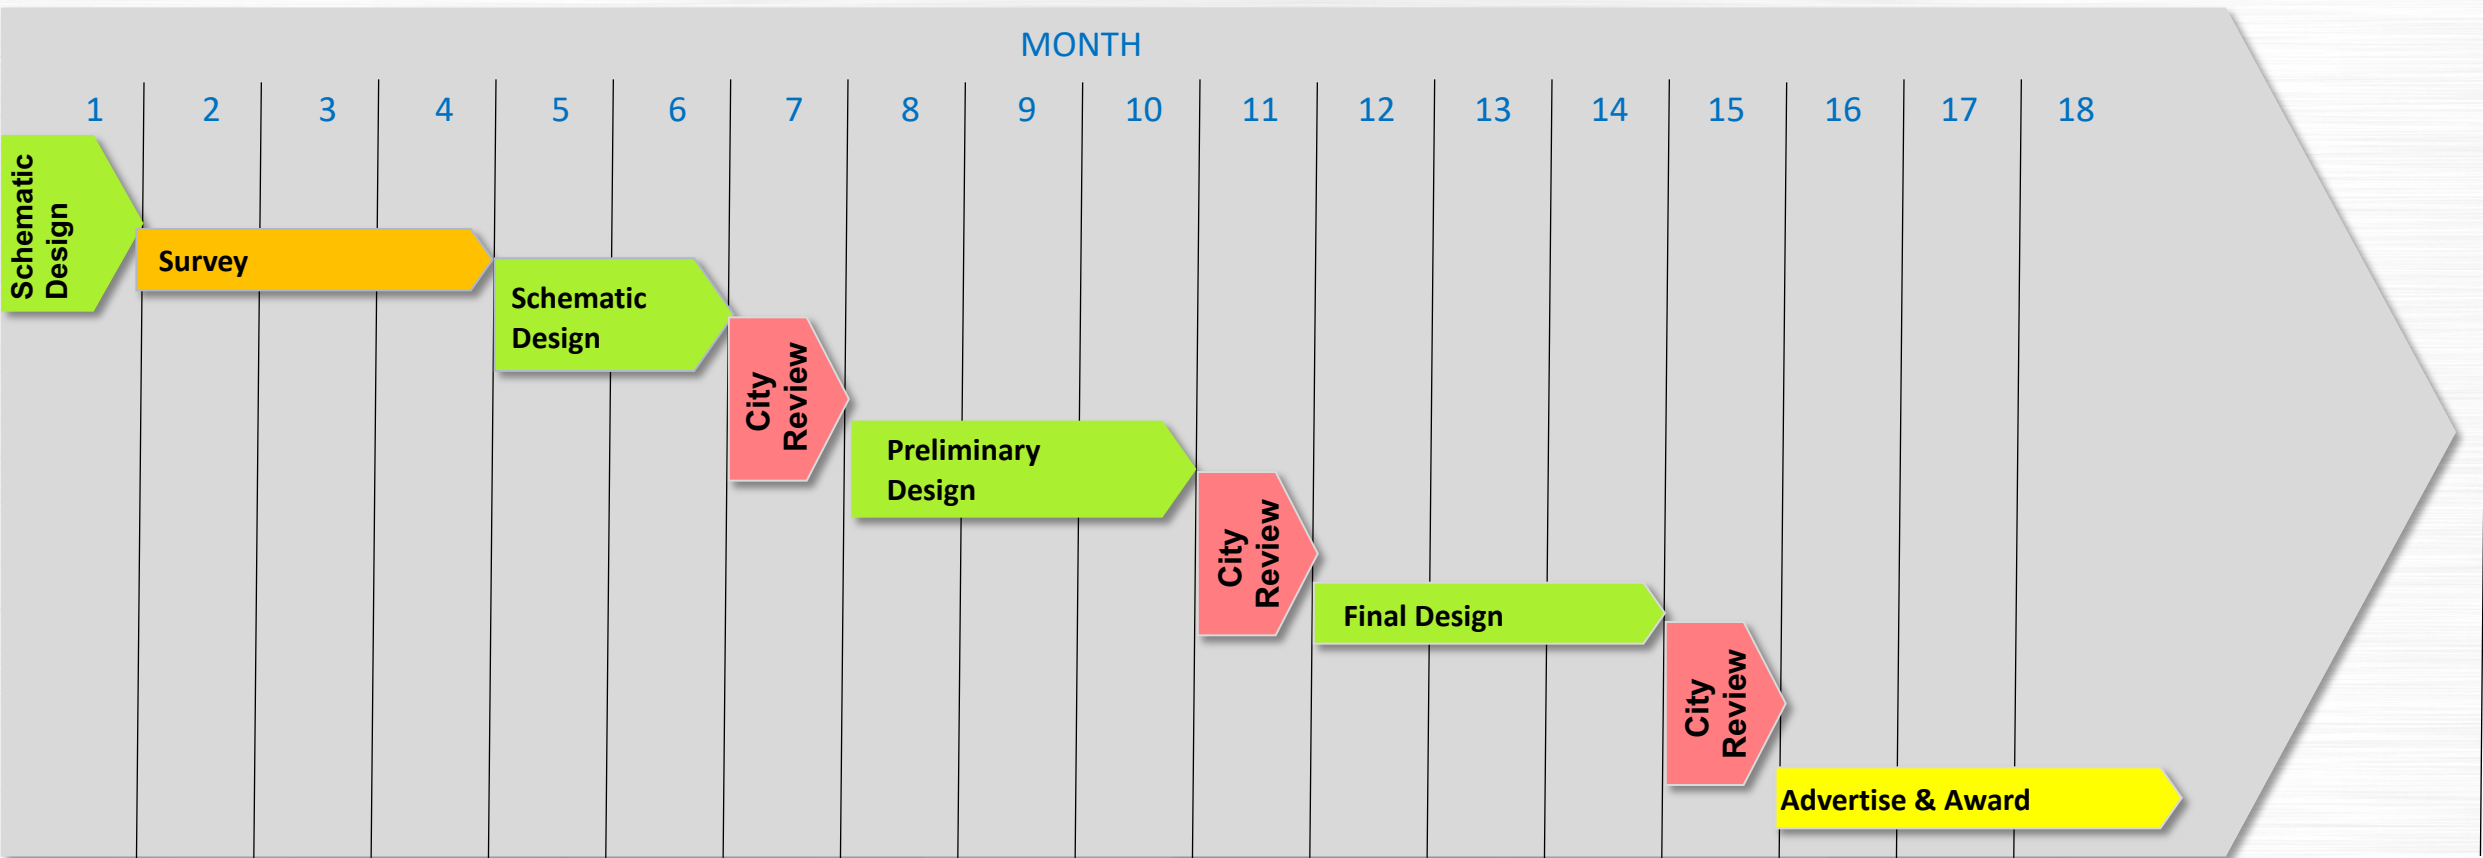 MONTH
1 2 3 4 5 6 7 8 9 10 11 12 13 14 15 16 17 18
Schematic
Design
Survey
Schematic
Design
City
Review
Preliminary
Design
City
Review
Final Design
City
Review
Advertise & Award